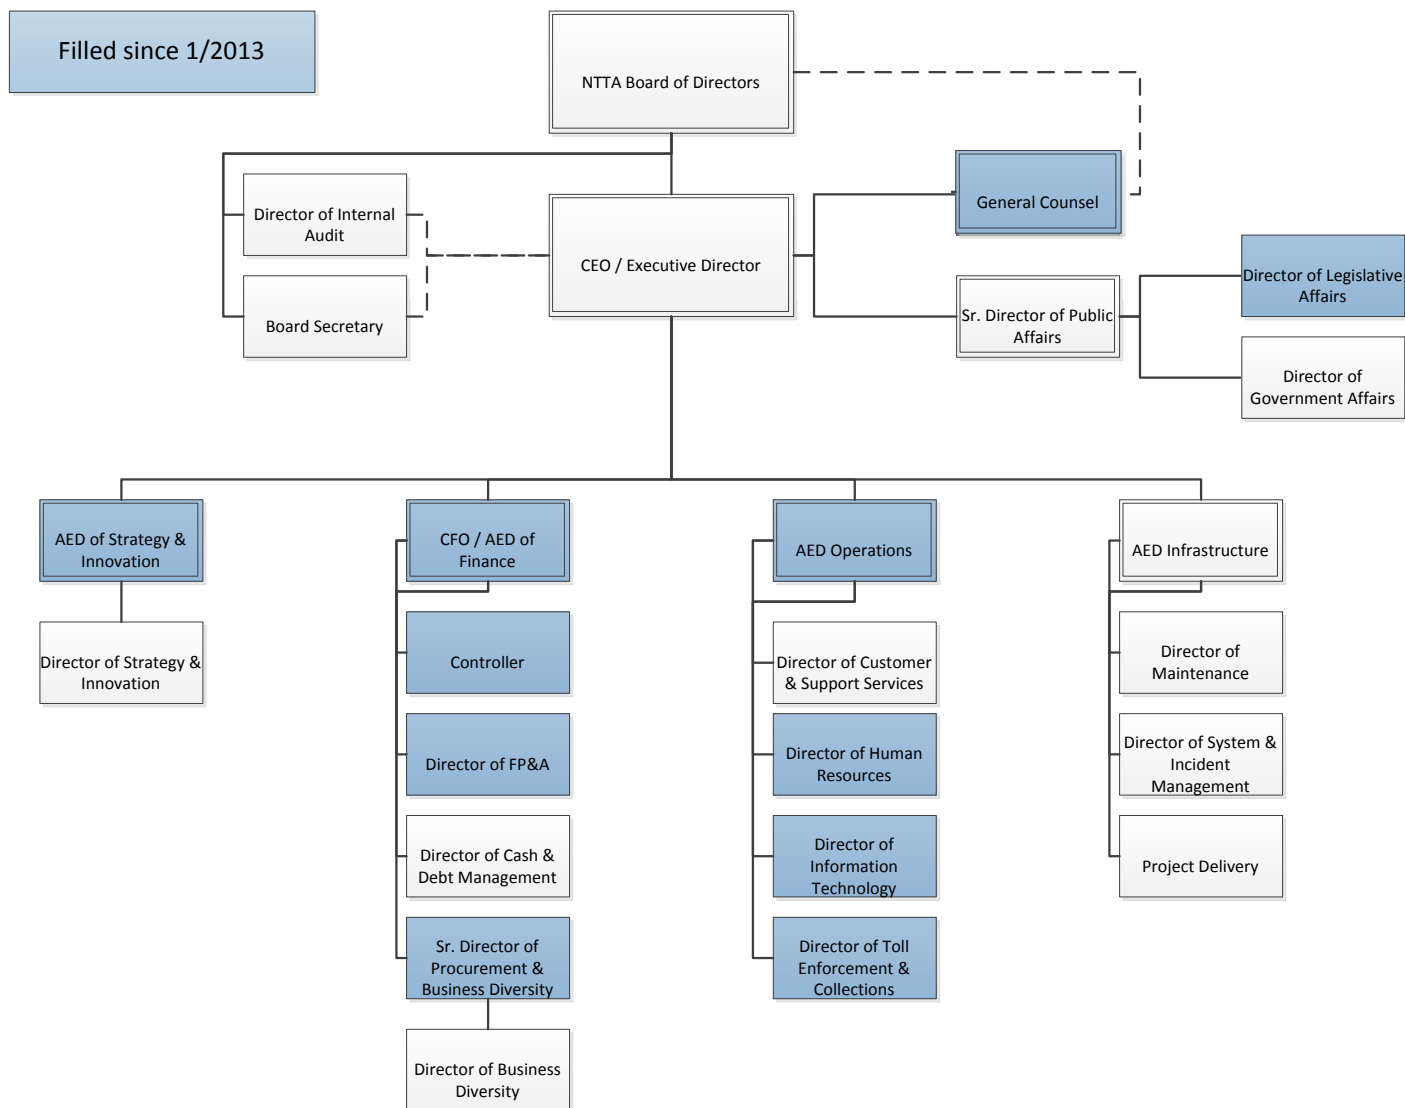 Filled since 1/2013
NTTA Board of Directors
Director of Internal
Audit
General Counsel
CEO / Executive Director
Director of Legislative
Affairs
Board Secretary
Sr. Director of Public
Affairs
Director of
Government Affairs
AED of Strategy &
Innovation
CFO / AED of
Finance
AED Operations
AED Infrastructure
Director of Strategy &
Innovation
Controller
Director of Customer
& Support Services
Director of
Maintenance
Director of FP&A
Director of Human
Resources
Director of System &
Incident
Management
Director of Cash &
Debt Management
Director of
Information
Technology
Project Delivery
Sr. Director of
Procurement &
Business Diversity
Director of Toll
Enforcement &
Collections
Director of Business
Diversity